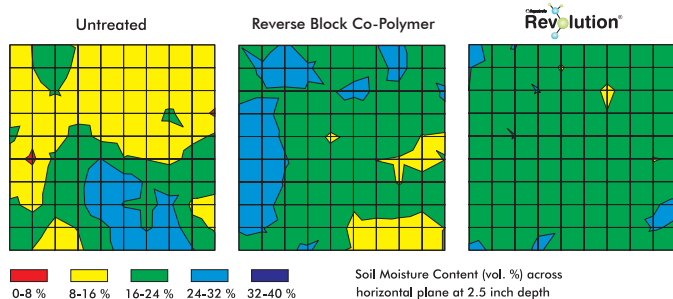 Untreated
Reverse Block Co-Polymer
Revolution®
0-8 %
8-16 %
16-24 %
24-32 %
32-40 %
Soil Moisture Content (vol. %) across
horizontal plane at 2.5 inch depth